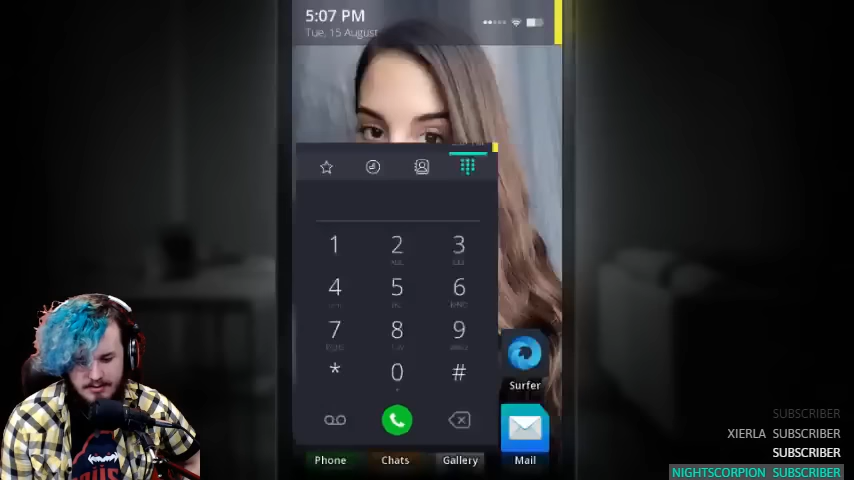 5:07 PM
Tue, 15 August
1
2
3
4
5
6
7
8
9
*
0
#
Surfer
Phone
Chats
Gallery
Mail
SUBSCRIBER
XIERLA SUBSCRIBER
SUBSCRIBER
NIGHTSCORPION SUBSCRIBER